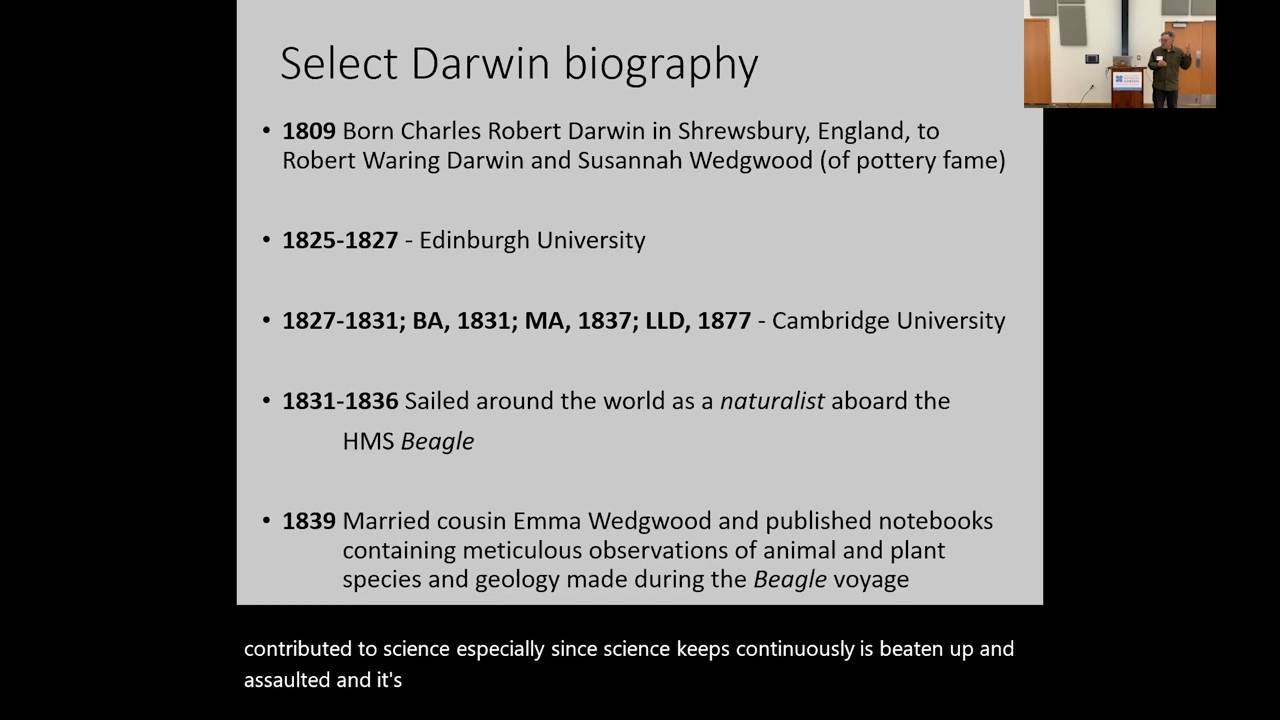 Select Darwin biography
• 1809 Born Charles Robert Darwin in Shrewsbury, England, to
Robert Waring Darwin and Susannah Wedgwood (of pottery fame)
• 1825-1827 - Edinburgh University
• 1827-1831; BA, 1831; MA, 1837; LLD, 1877 - Cambridge University
• 1831-1836 Sailed around the world as a naturalist aboard the
HMS Beagle
• 1839 Married cousin Emma Wedgwood and published notebooks
containing meticulous observations of animal and plant
species and geology made during the Beagle voyage
contributed to science especially since science keeps continuously is beaten up and
assaulted and it's